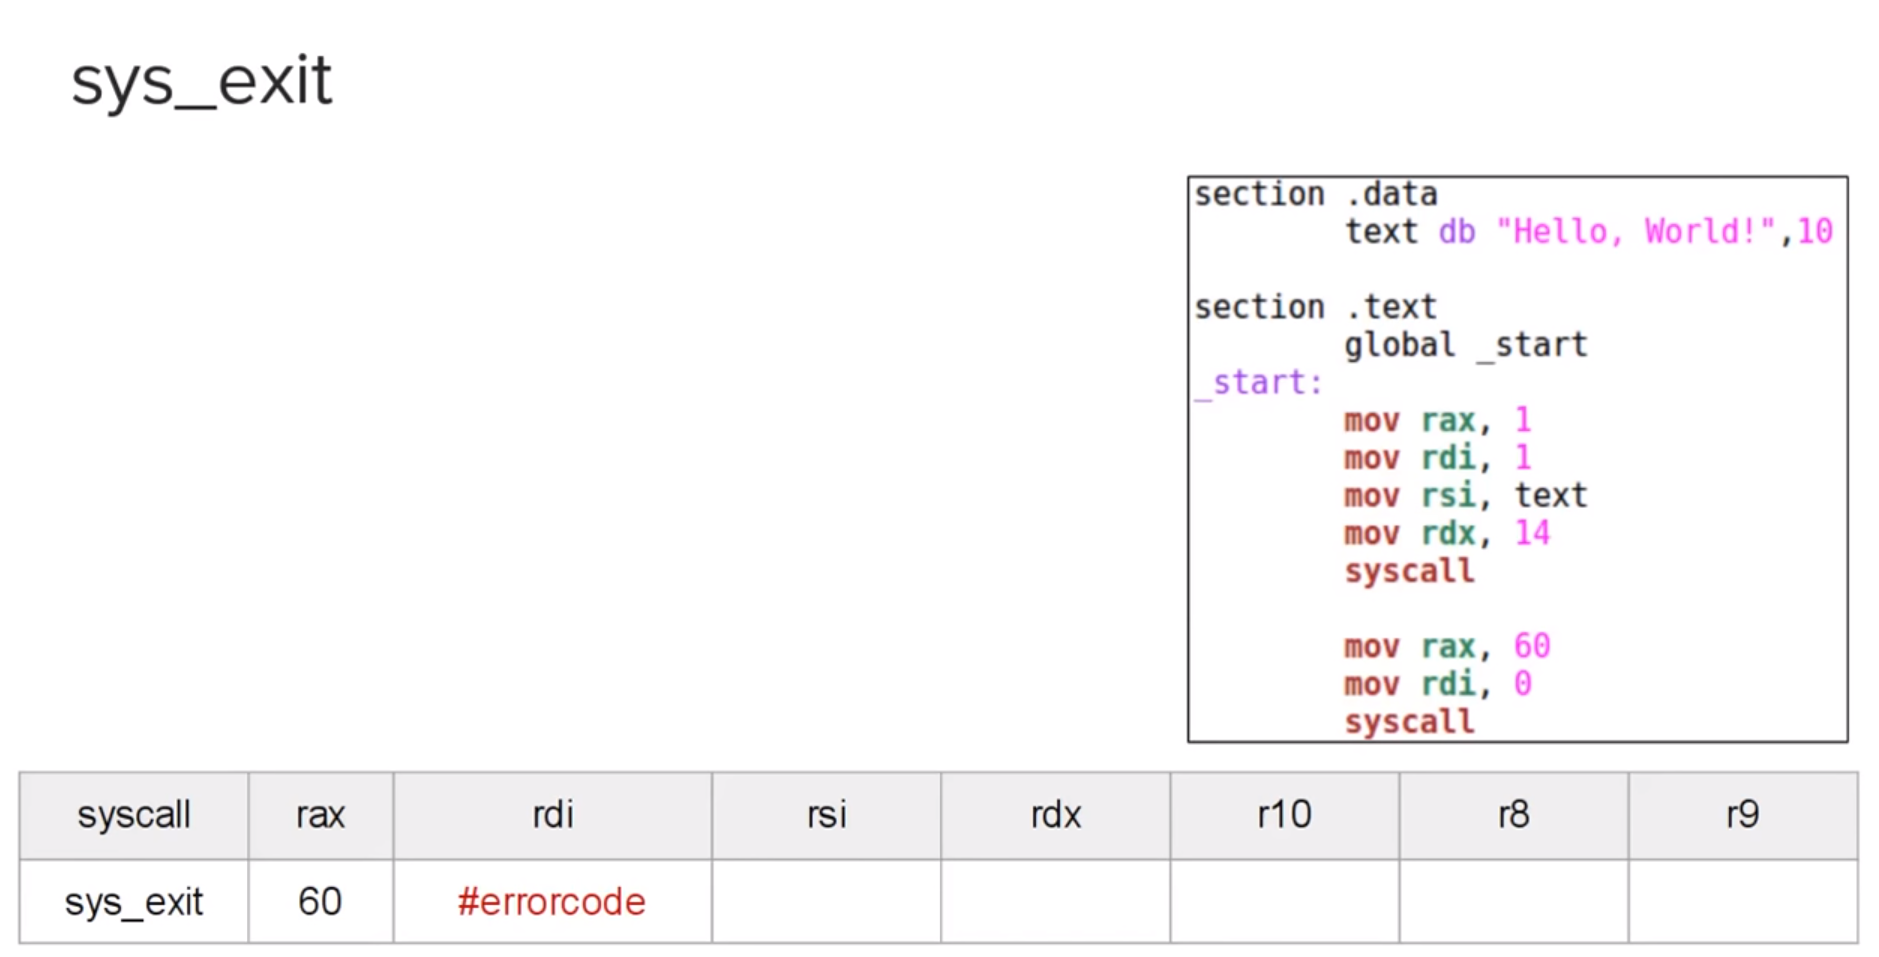 sys_exit
section .data
text db "Hello, World!",10
section .text
global _start
_start:
mov rax, 1
mov rdi, 1
mov rsi, text
mov rdx, 14
syscall
mov rax, 60
mov rdi, 0
syscall
syscall rax rdi rsi rdx r10 r8 r9
sys_exit 60 #errorcode